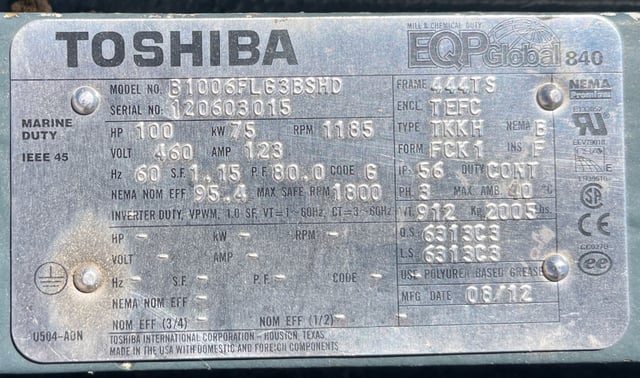 MILL & CHEMICAL DUTY
TOSHIBA EQPGlobal 840
MODEL NO. B1006FLG3BSHD
SERIAL NO: 120603015
MARINE DUTY
IEEE 45
HP 100 KW 75 RPM 1185
VOLT 460 AMP 123
Hz 60 S.F. 1.15 P.F. 80.0 CODE G
NEMA NOM EFF 95.4 MAX SAFE RPM 1800
INVERTER DUTY, VPWM, 1.0 SF, VT=1-60Hz, CT=3-60Hz
HP - KW - RPM -
VOLT - AMP -
Hz - S.F. - P.F. - CODE -
NEMA NOM EFF -
NOM EFF (3/4) - NOM EFF (1/2) -
U504-A0N
TOSHIBA INTERNATIONAL CORPORATION - HOUSTON, TEXAS
MADE IN THE USA WITH DOMESTIC AND FOREIGN COMPONENTS
FRAME 444TS
ENCL TEFC
TYPE TKKH NEMA B
FORM FCK1 INS F
IP- 56 DUTY CONT
PH 3 MAX. AMB. 40 °C
WT. 912 Kg. 2005 lbs.
O.S. 6313C3
L.S. 6313C3
USE POLYUREA BASED GREASE
MFG DATE 08/12
NEMA
Premium
CE
ee